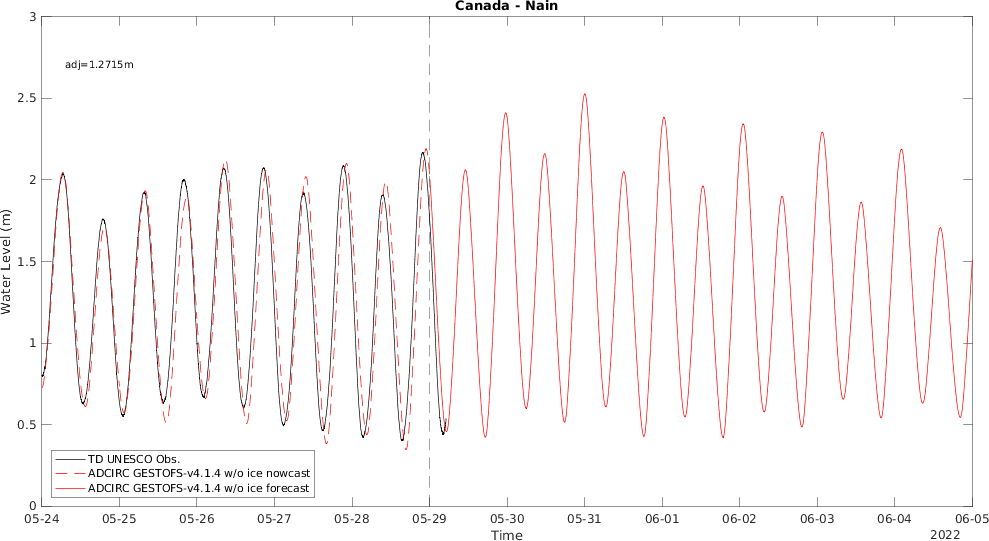 Canada - Nain
3
2.5
2
1.5
1
0.5
0
Water Level (m)
adj=1.2715m
TD UNESCO Obs.
ADCIRC GESTOFS-v4.1.4 w/o ice nowcast
ADCIRC GESTOFS-v4.1.4 w/o ice forecast
05-24 05-25 05-26 05-27 05-28 05-29 05-30 05-31 06-01 06-02 06-03 06-04 06-05
Time
2022